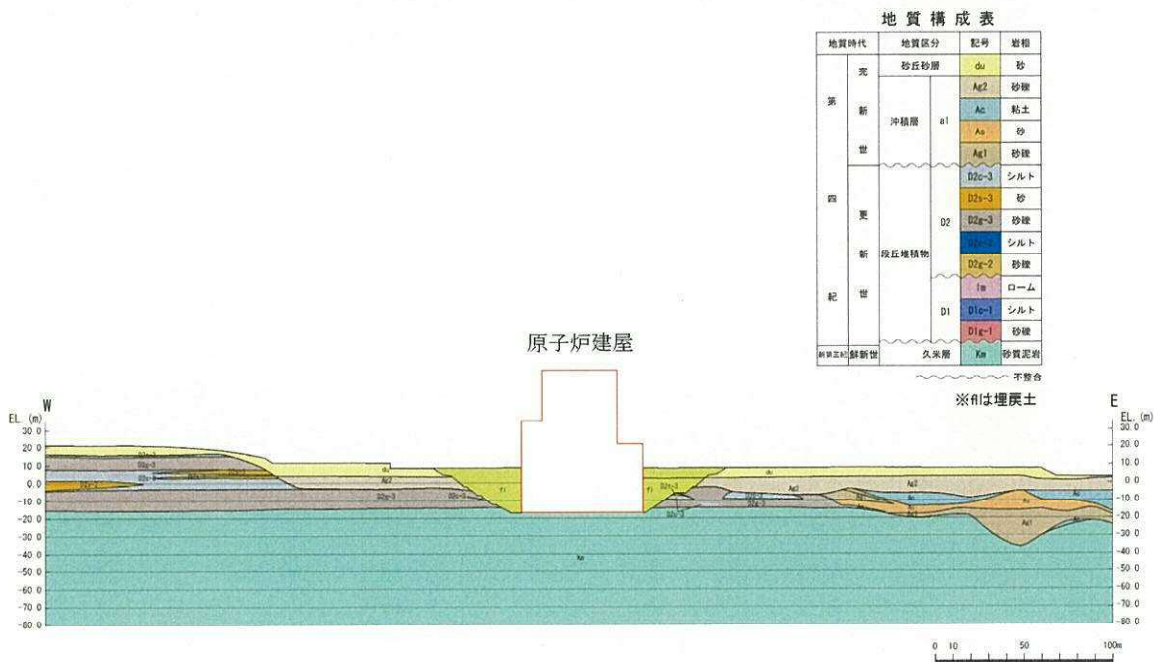 地質構成表
地質時代 地質区分 記号 岩相
第四紀 完新世 砂丘砂層 du 砂
沖積層 al Ag2 砂礫
Ac 粘土
As 砂
Ag1 砂礫
更新世 段丘堆積物 D2 D2c-3 シルト
D2s-3 砂
D2g-3 砂礫
D2c-2 シルト
D2g-2 砂礫
D1 lm ローム
D1c-1 シルト
D1g-1 砂礫
新第三紀 鮮新世 久米層 Km 砂質泥岩
不整合
※flは埋戻土
原子炉建屋
W
E
EL. (m)
EL. (m)
30.0
20.0
10.0
0.0
-10.0
-20.0
-30.0
-40.0
-50.0
-60.0
-70.0
-80.0
30.0
20.0
10.0
0.0
-10.0
-20.0
-30.0
-40.0
-50.0
-60.0
-70.0
-80.0
du
Ag2
D2g-3
fl
fl
du
Ag2
Ag1
Km
0 10 50 100m